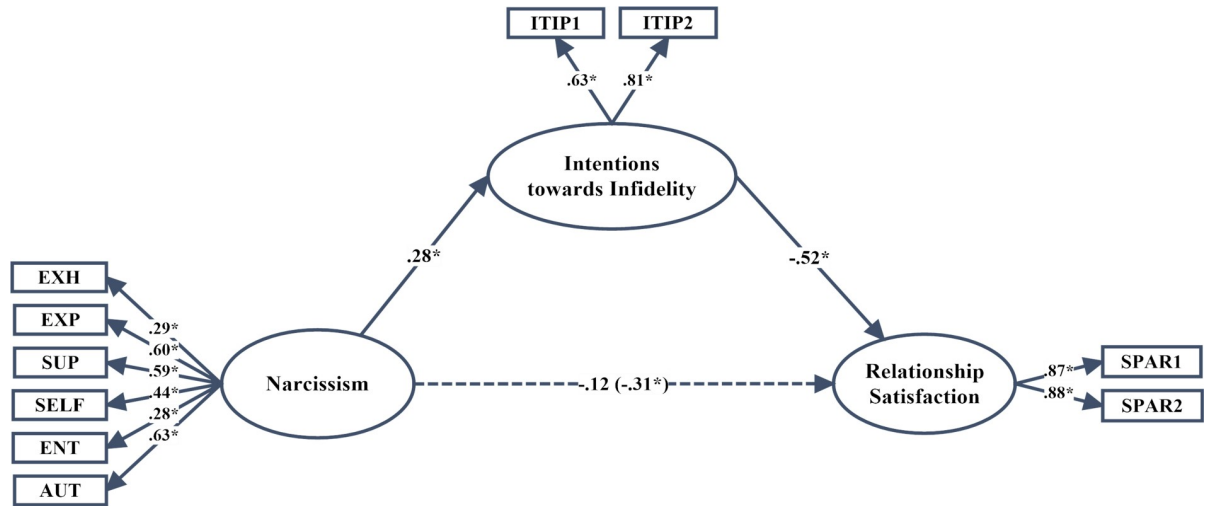 ITIP1
ITIP2
.63*
.81*
Intentions
towards Infidelity
.28*
-.52*
EXH
EXP
SUP
SELF
ENT
AUT
.29*
.60*
.59*
.44*
.28*
.63*
Narcissism
-.12 (-.31*)
Relationship
Satisfaction
.87*
.88*
SPAR1
SPAR2